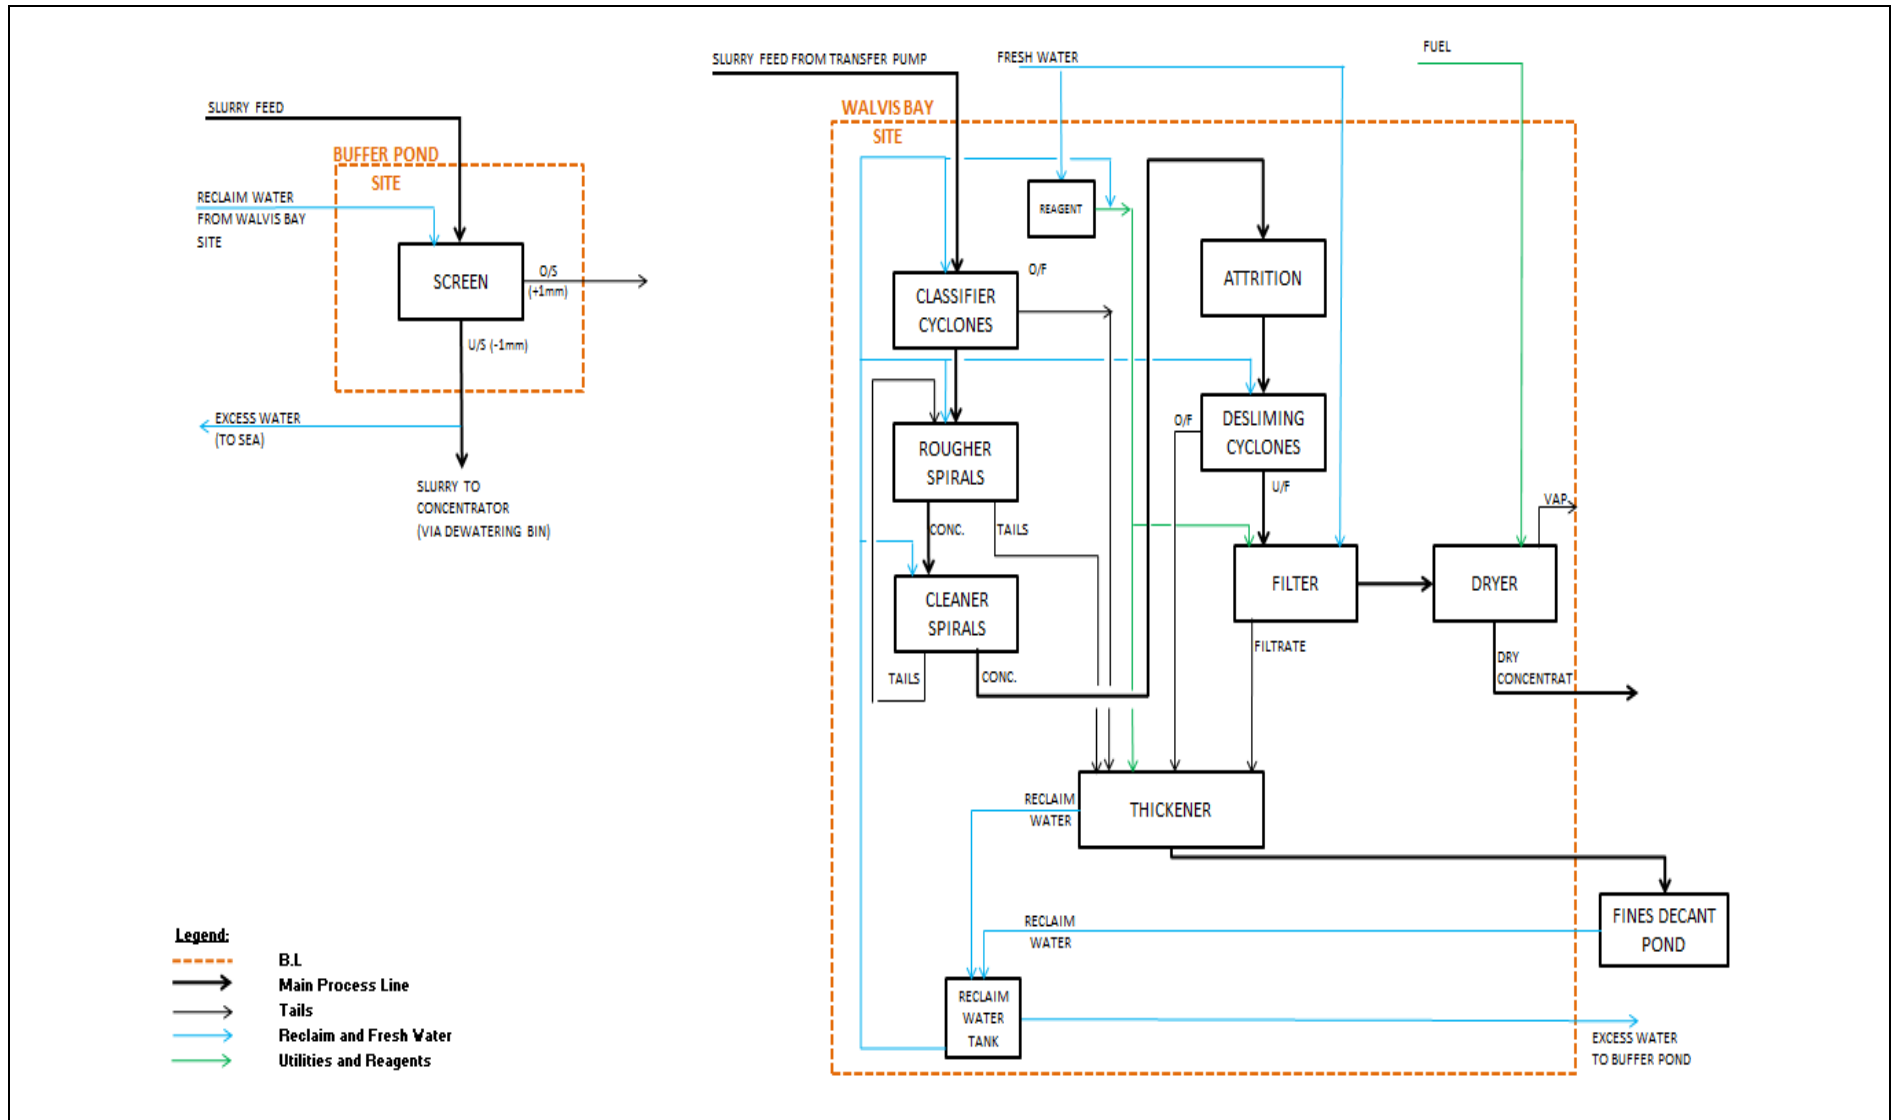 SLURRY FEED
BUFFER POND
SITE
RECLAIM WATER
FROM WALVIS BAY
SITE
SCREEN
O/S
(+1mm)
U/S (-1mm)
EXCESS WATER
(TO SEA)
SLURRY TO
CONCENTRATOR
(VIA DEWATERING BIN)
SLURRY FEED FROM TRANSFER PUMP
FRESH WATER
FUEL
WALVIS BAY
SITE
REAGENT
O/F
CLASSIFIER
CYCLONES
ATTRITION
ROUGHER
SPIRALS
O/F
DESLIMING
CYCLONES
U/F
CONC.
TAILS
VAP
CLEANER
SPIRALS
FILTER
DRYER
FILTRATE
TAILS
CONC.
DRY
CONCENTRAT
RECLAIM
WATER
THICKENER
RECLAIM
WATER
FINES DECANT
POND
RECLAIM
WATER
TANK
EXCESS WATER
TO BUFFER POND
Legend:
B.L
Main Process Line
Tails
Reclaim and Fresh Water
Utilities and Reagents